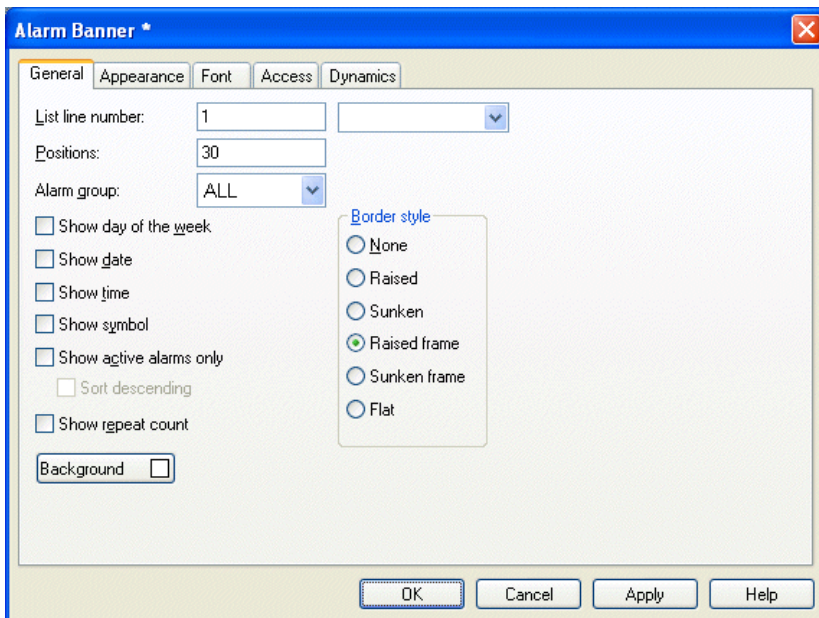 Alarm Banner *
General Appearance Font Access Dynamics
List line number: 1
Positions: 30
Alarm group: ALL
Show day of the week
Border style
None
Show date
Raised
Show time
Sunken
Show symbol
Raised frame
Show active alarms only
Sunken frame
Sort descending
Flat
Show repeat count
Background
OK Cancel Apply Help